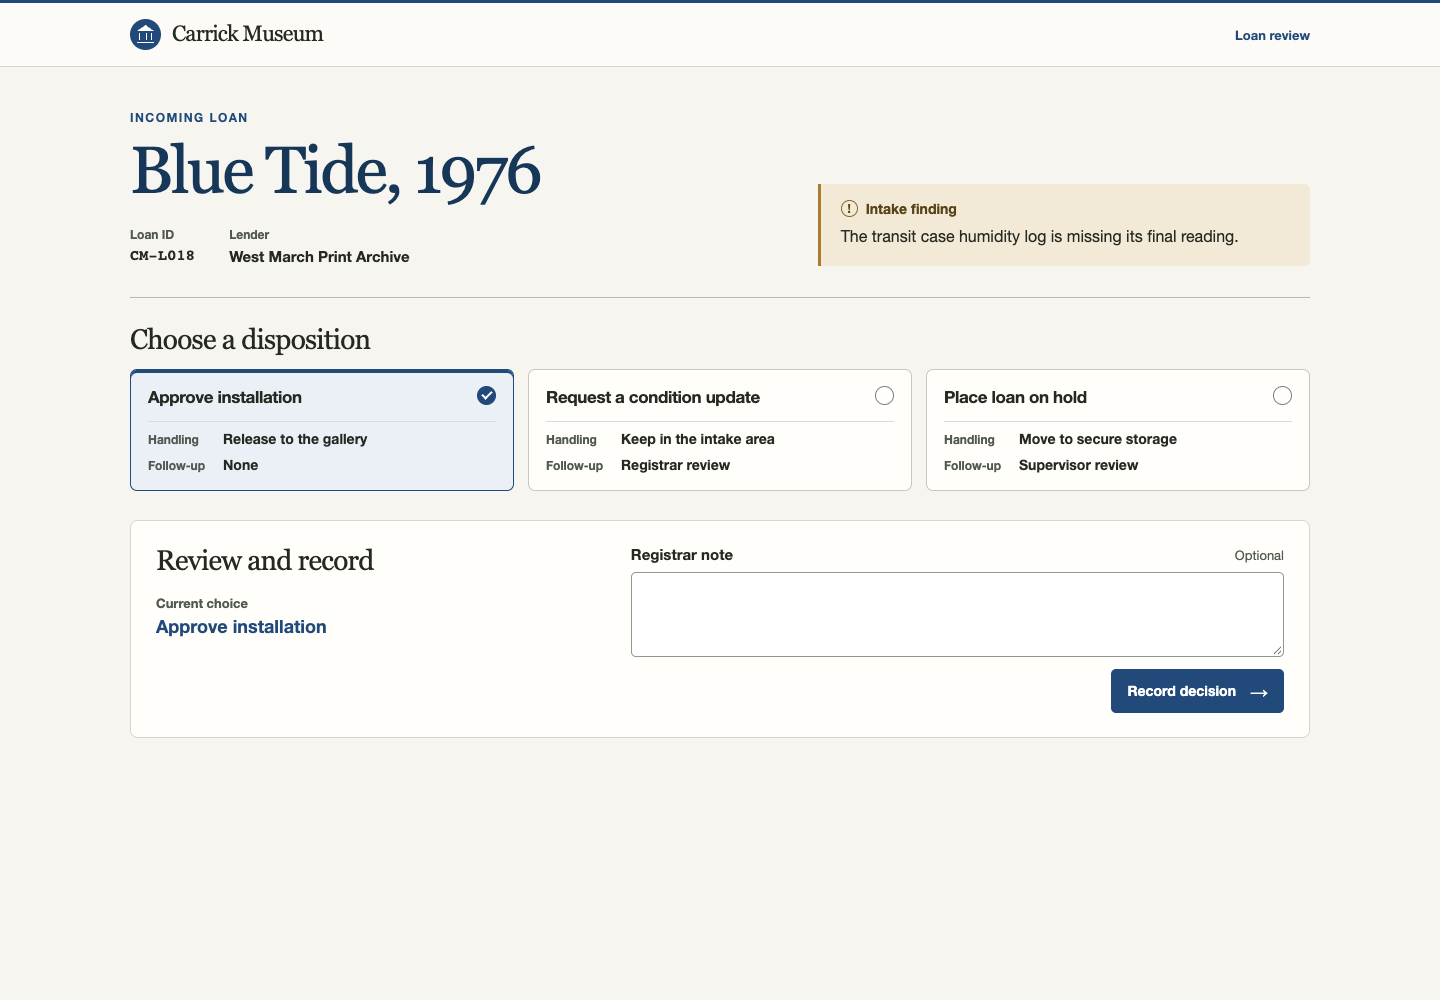 Carrick Museum
Loan review
INCOMING LOAN
Blue Tide, 1976
Loan ID
CM-L018
Lender
West March Print Archive
Intake finding
The transit case humidity log is missing its final reading.
Choose a disposition
Approve installation
Handling Release to the gallery
Follow-up None
Request a condition update
Handling Keep in the intake area
Follow-up Registrar review
Place loan on hold
Handling Move to secure storage
Follow-up Supervisor review
Review and record
Current choice
Approve installation
Registrar note
Optional
Record decision →